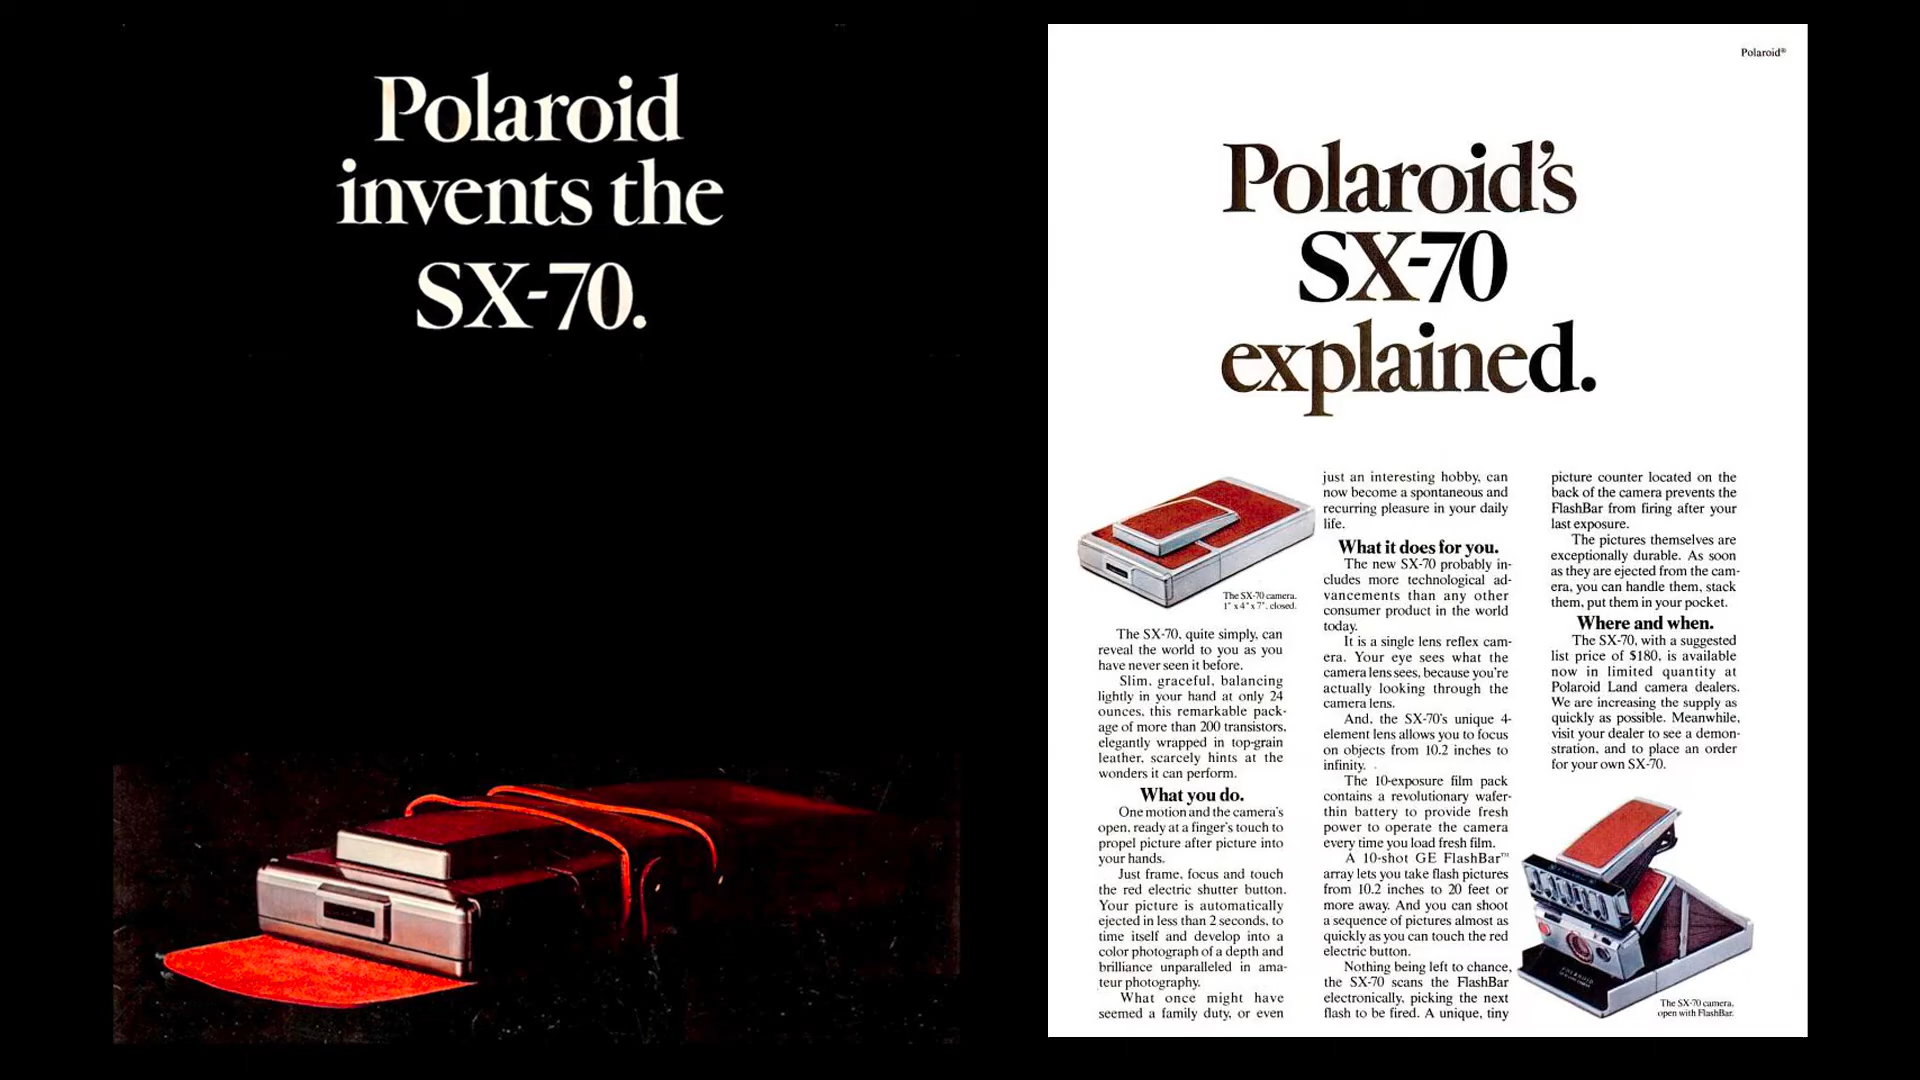 Polaroid
invents the
SX-70.
Polaroid®
Polaroid's
SX-70
explained.
The SX-70 camera.
1" x 4" x 7", closed.
The SX-70, quite simply, can
reveal the world to you as you
have never seen it before.
Slim, graceful, balancing
lightly in your hand at only 24
ounces, this remarkable pack-
age of more than 200 transistors,
elegantly wrapped in top-grain
leather, scarcely hints at the
wonders it can perform.
What you do.
One motion and the camera's
open, ready at a finger's touch to
propel picture after picture into
your hands.
Just frame, focus and touch
the red electric shutter button.
Your picture is automatically
ejected in less than 2 seconds, to
time itself and develop into a
color photograph of a depth and
brilliance unparalleled in ama-
teur photography.
What once might have
seemed a family duty, or even
just an interesting hobby, can
now become a spontaneous and
recurring pleasure in your daily
life.
What it does for you.
The new SX-70 probably in-
cludes more technological ad-
vancements than any other
consumer product in the world
today.
It is a single lens reflex cam-
era. Your eye sees what the
camera lens sees, because you're
actually looking through the
camera lens.
And, the SX-70's unique 4-
element lens allows you to focus
on objects from 10.2 inches to
infinity.
The 10-exposure film pack
contains a revolutionary wafer-
thin battery to provide fresh
power to operate the camera
every time you load fresh film.
A 10-shot GE FlashBar™
array lets you take flash pictures
from 10.2 inches to 20 feet or
more away. And you can shoot
a sequence of pictures almost as
quickly as you can touch the red
electric button.
Nothing being left to chance,
the SX-70 scans the FlashBar
electronically, picking the next
flash to be fired. A unique, tiny
picture counter located on the
back of the camera prevents the
FlashBar from firing after your
last exposure.
The pictures themselves are
exceptionally durable. As soon
as they are ejected from the cam-
era, you can handle them, stack
them, put them in your pocket.
Where and when.
The SX-70, with a suggested
list price of $180, is available
now in limited quantity at
Polaroid Land camera dealers.
We are increasing the supply as
quickly as possible. Meanwhile,
visit your dealer to see a demon-
stration, and to place an order
for your own SX-70.
POLAROID
The SX-70 camera,
open with FlashBar.